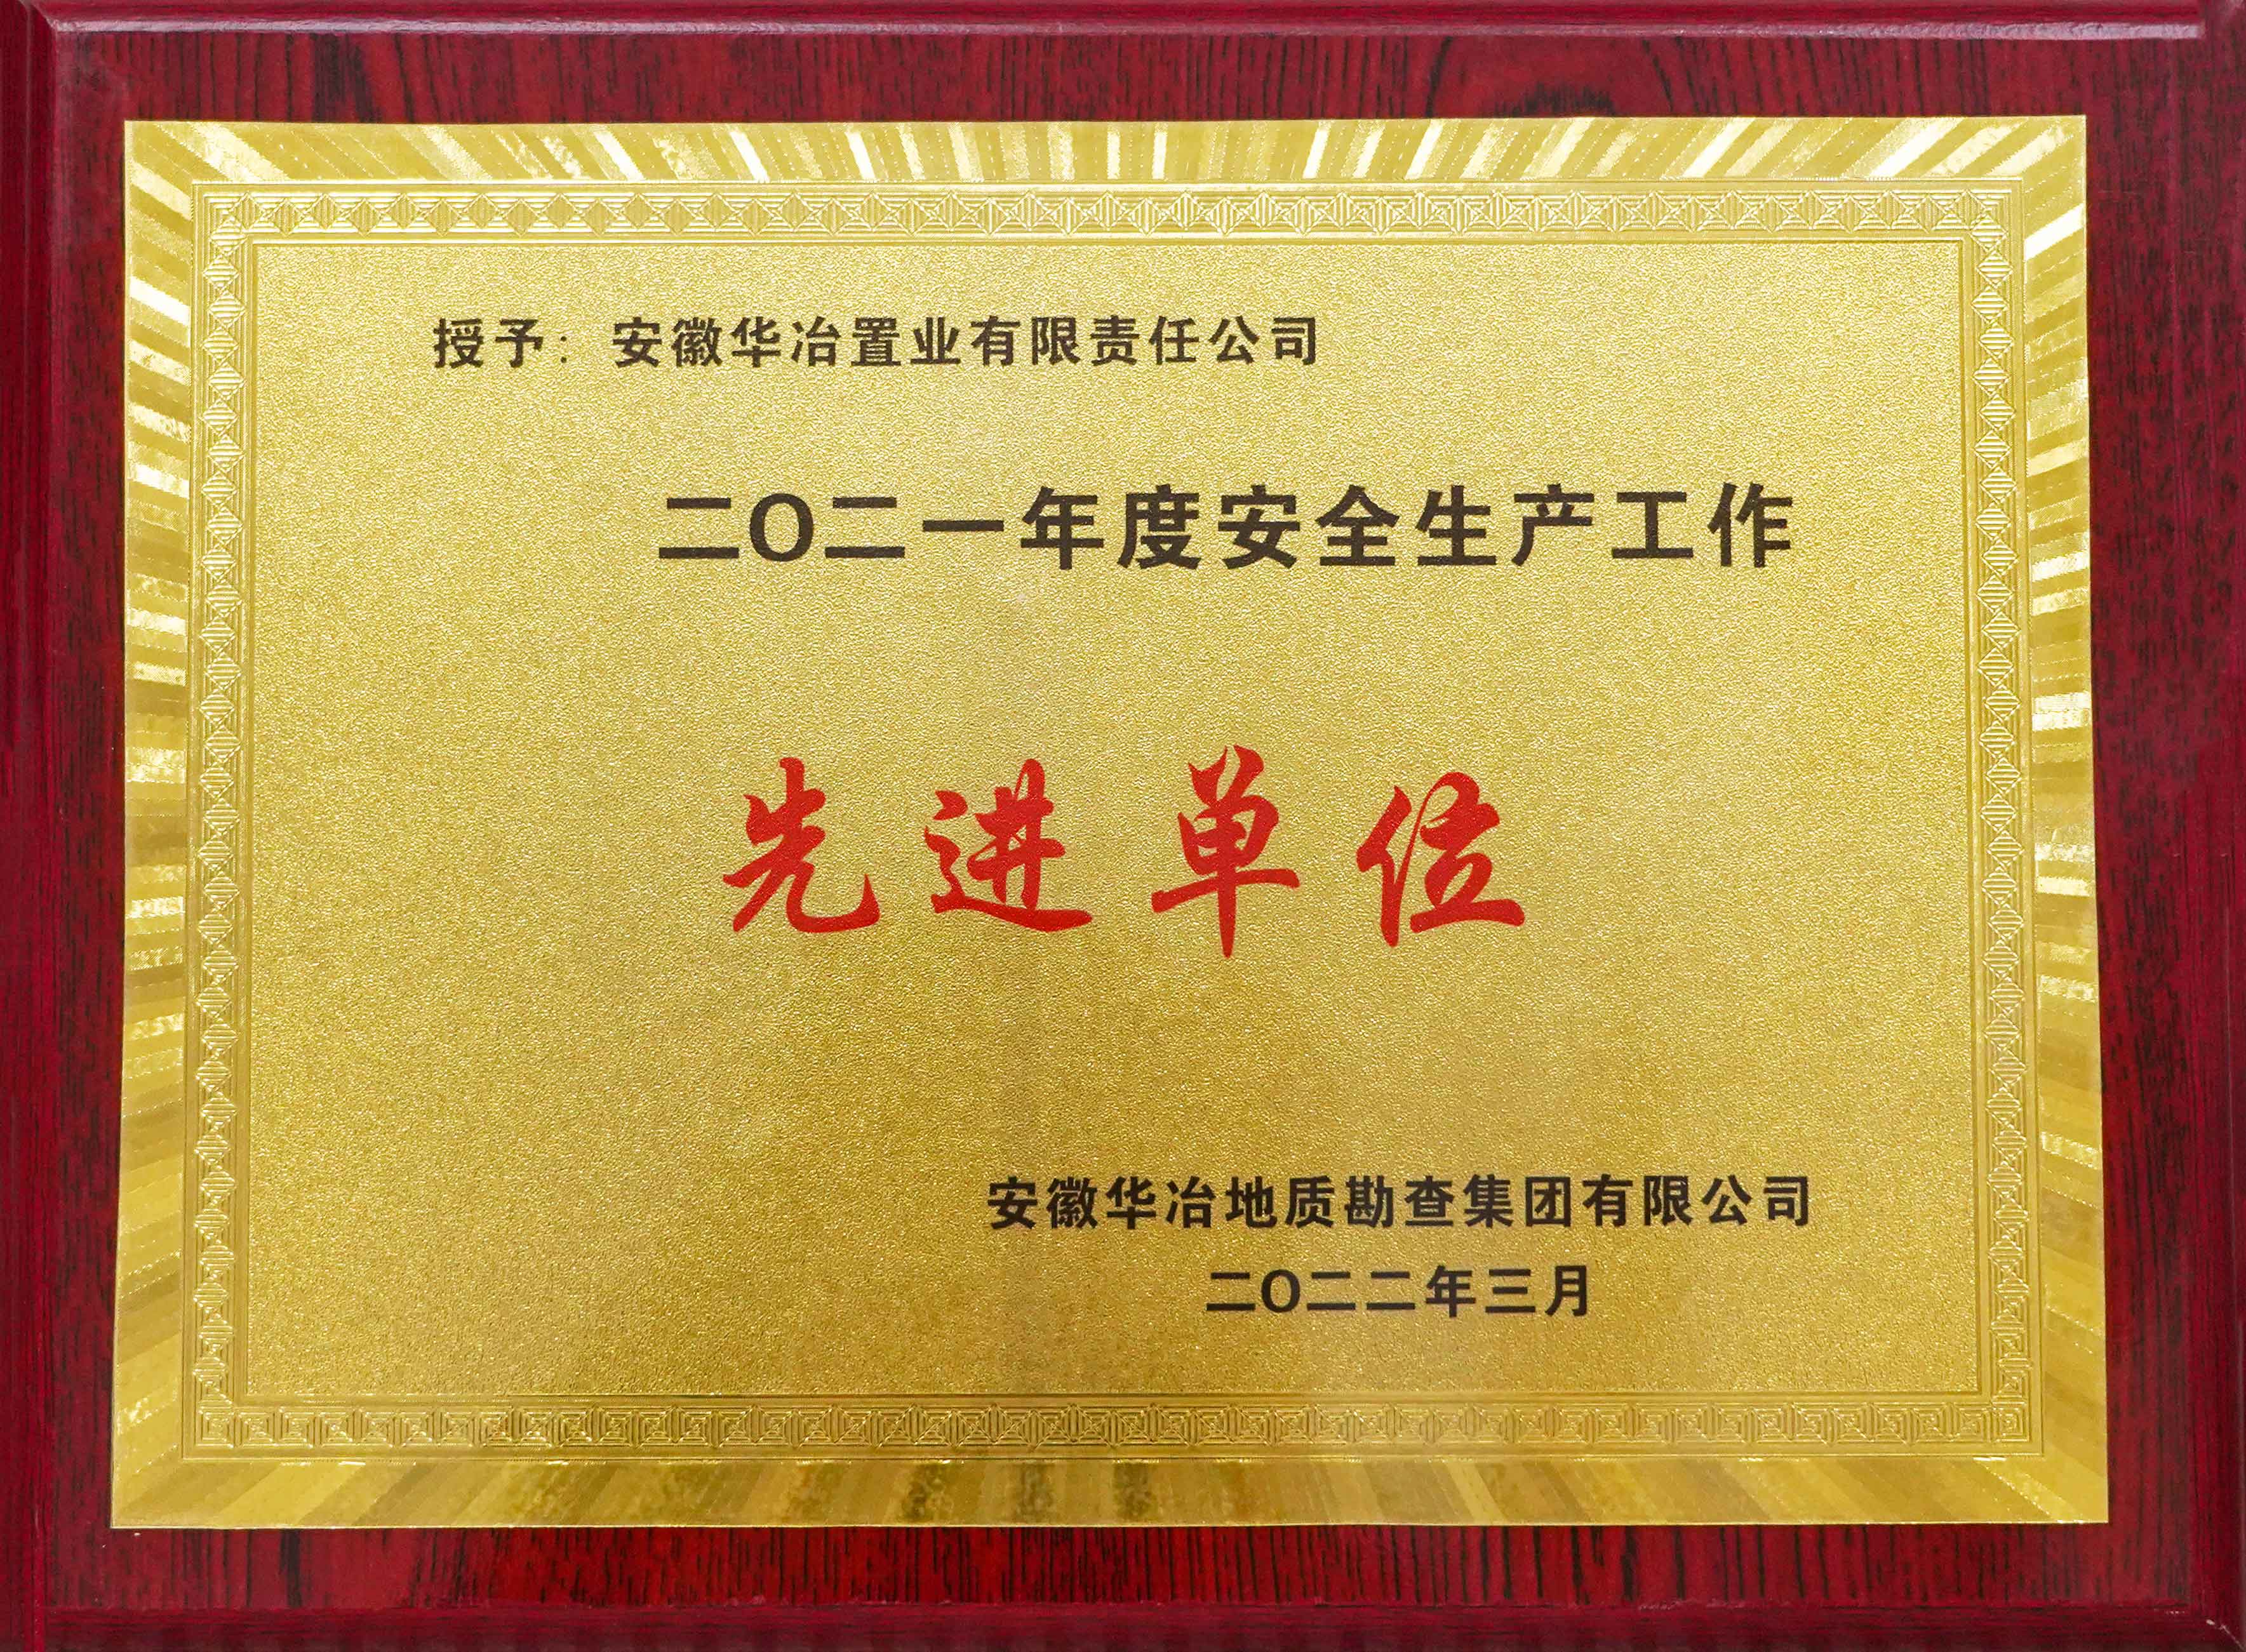 授予：安徽华冶置业有限责任公司
二O二一年度安全生产工作
先进单位
安徽华冶地质勘查集团有限公司
二O二二年三月